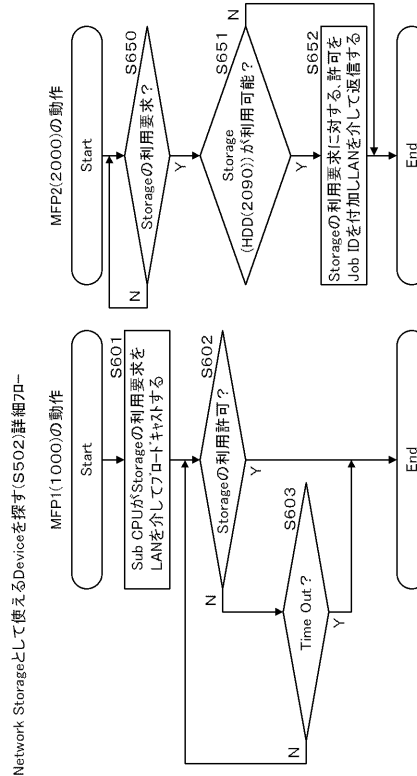 Network Storageとして使えるDeviceを探す(S502)詳細フロー
MFP1(1000)の動作
Start
S601
Sub CPUがStorageの利用要求を
LANを介してブロードキャストする
S602
Storageの利用許可?
N
Y
S603
Time Out?
N
Y
End
MFP2(2000)の動作
Start
S650
Storageの利用要求?
N
Y
S651
Storage
(HDD(2090))が利用可能?
N
Y
S652
Storageの利用要求に対する、許可を
Job IDを付加しLANを介して返信する
End